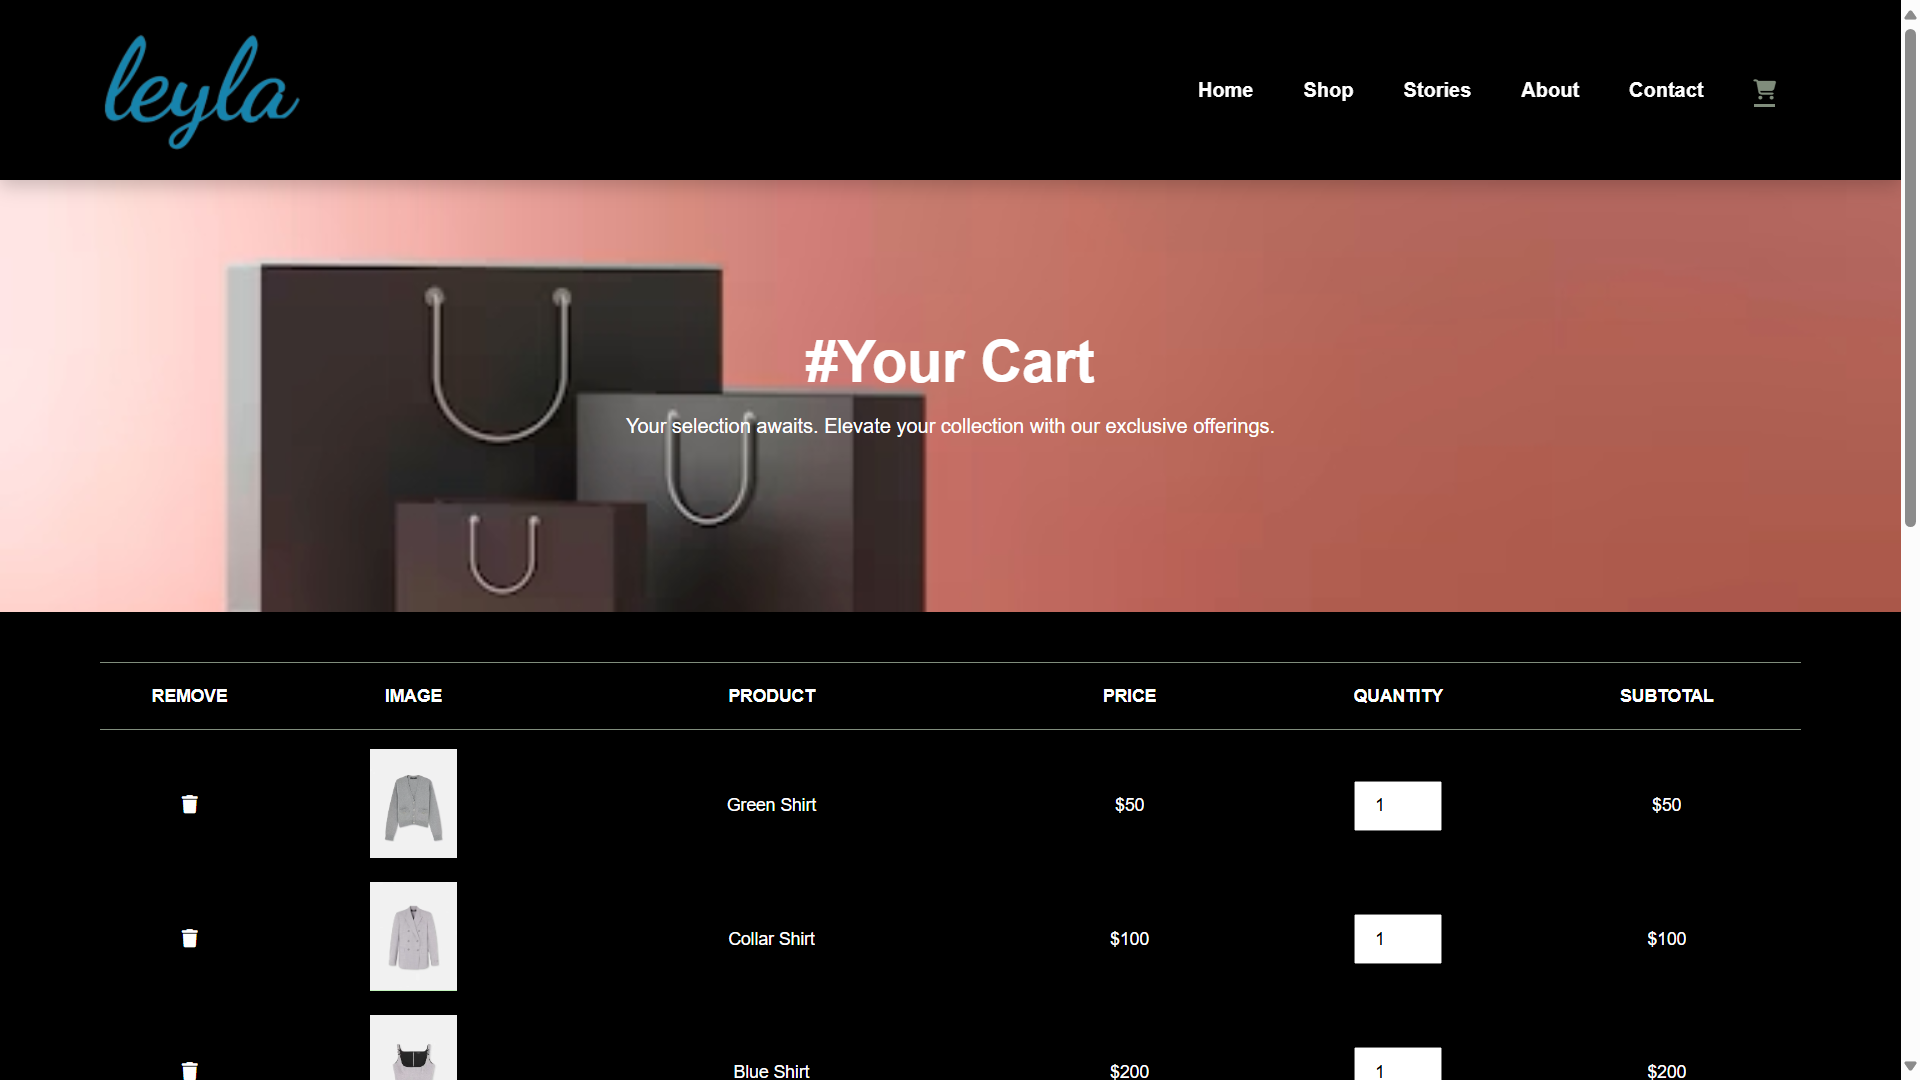 leyla
Home Shop Stories About Contact
#Your Cart
Your selection awaits. Elevate your collection with our exclusive offerings.
REMOVE IMAGE PRODUCT PRICE QUANTITY SUBTOTAL
Green Shirt $50 1 $50
Collar Shirt $100 1 $100
Blue Shirt $200 1 $200